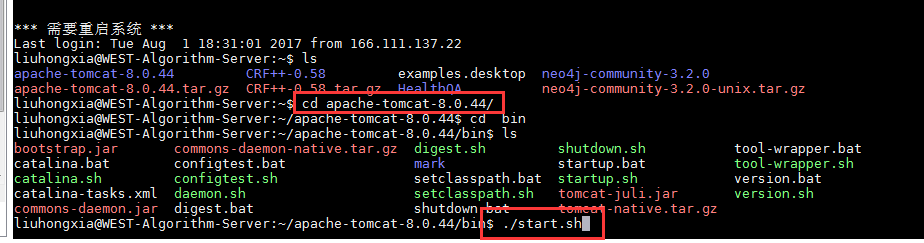 *** 需要重启系统 ***
Last login: Tue Aug  1 18:31:01 2017 from 166.111.137.22
liuhongxia@WEST-Algorithm-Server:~$ ls
apache-tomcat-8.0.44 CRF++-0.58 examples.desktop neo4j-community-3.2.0
apache-tomcat-8.0.44.tar.gz CRF++-0.58.tar.gz HealthQA neo4j-community-3.2.0-unix.tar.gz
liuhongxia@WEST-Algorithm-Server:~$ cd apache-tomcat-8.0.44/
liuhongxia@WEST-Algorithm-Server:~/apache-tomcat-8.0.44$ cd  bin
liuhongxia@WEST-Algorithm-Server:~/apache-tomcat-8.0.44/bin$ ls
bootstrap.jar commons-daemon-native.tar.gz digest.sh shutdown.sh tool-wrapper.bat
catalina.bat configtest.bat mark startup.bat tool-wrapper.sh
catalina.sh configtest.sh setclasspath.bat startup.sh version.bat
catalina-tasks.xml daemon.sh setclasspath.sh tomcat-juli.jar version.sh
commons-daemon.jar digest.bat shutdown.bat tomcat-native.tar.gz
liuhongxia@WEST-Algorithm-Server:~/apache-tomcat-8.0.44/bin$ ./start.sh